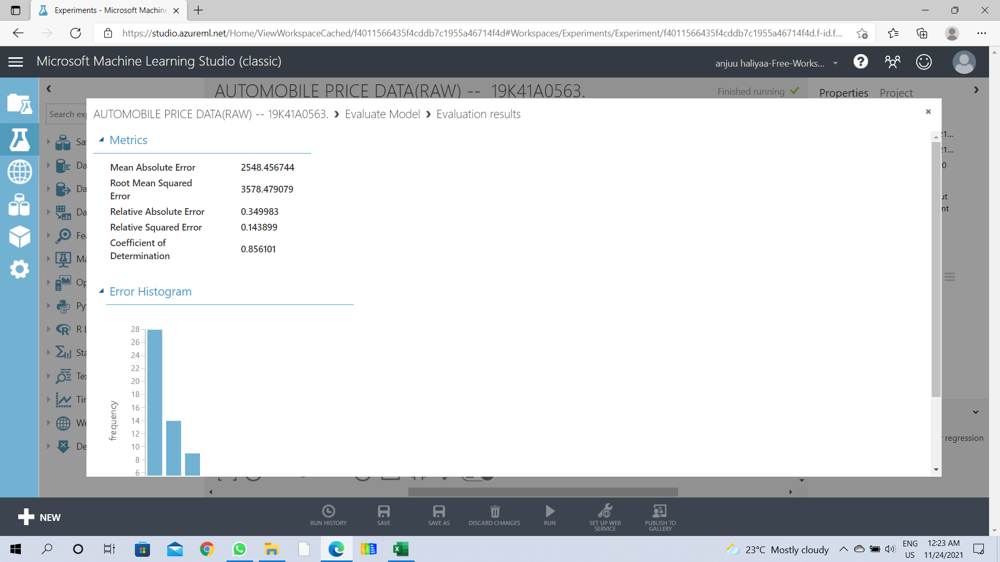 Experiments - Microsoft Machine
https://studio.azureml.net/Home/ViewWorkspaceCached/f4011566435f4cddb7c1955a46714f4d#Workspaces/Experiments/Experiment/f4011566435f4cddb7c1955a46714f4d.f-id.f...
Microsoft Machine Learning Studio (classic)
anjuu haliyaa-Free-Works...
AUTOMOBILE PRICE DATA(RAW) -- 19K41A0563.
Finished running
Properties Project
Search exp
AUTOMOBILE PRICE DATA(RAW) -- 19K41A0563. › Evaluate Model › Evaluation results
Metrics
Mean Absolute Error 2548.456744
Root Mean Squared
Error 3578.479079
Relative Absolute Error 0.349983
Relative Squared Error 0.143899
Coefficient of
Determination 0.856101
Error Histogram
28
26
24
22
20
18
16
14
12
10
8
6
frequency
Sa
Da
Da
Da
Fea
Ma
Op
Pyt
R L
Sta
Tex
Tin
We
De
21...
21...
0
ut
nt
r regression
NEW
RUN HISTORY
SAVE
SAVE AS
DISCARD CHANGES
RUN
SET UP WEB
SERVICE
PUBLISH TO
GALLERY
23°C Mostly cloudy
ENG
US
12:23 AM
11/24/2021